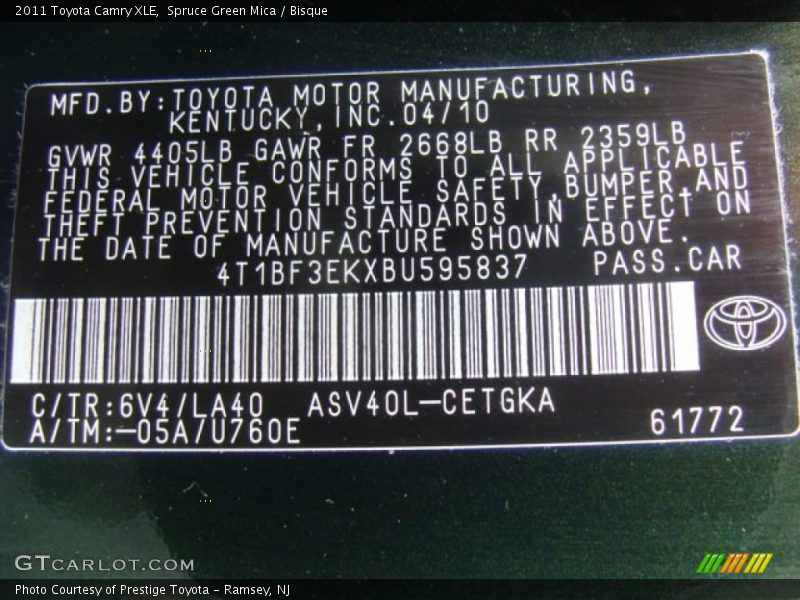 2011 Toyota Camry XLE,  Spruce Green Mica / Bisque
MFD.BY:TOYOTA MOTOR MANUFACTURING,
KENTUCKY,INC.04/10
GVWR 4405LB GAWR FR 2668LB RR 2359LB
THIS VEHICLE CONFORMS TO ALL APPLICABLE
FEDERAL MOTOR VEHICLE SAFETY,BUMPER,AND
THEFT PREVENTION STANDARDS IN EFFECT ON
THE DATE OF MANUFACTURE SHOWN ABOVE.
4T1BF3EKXBU595837 PASS.CAR
C/TR:6V4/LA40 ASV40L-CETGKA
A/TM:-05A/U760E 61772
GTCARLOT.COM
Photo Courtesy of Prestige Toyota - Ramsey, NJ